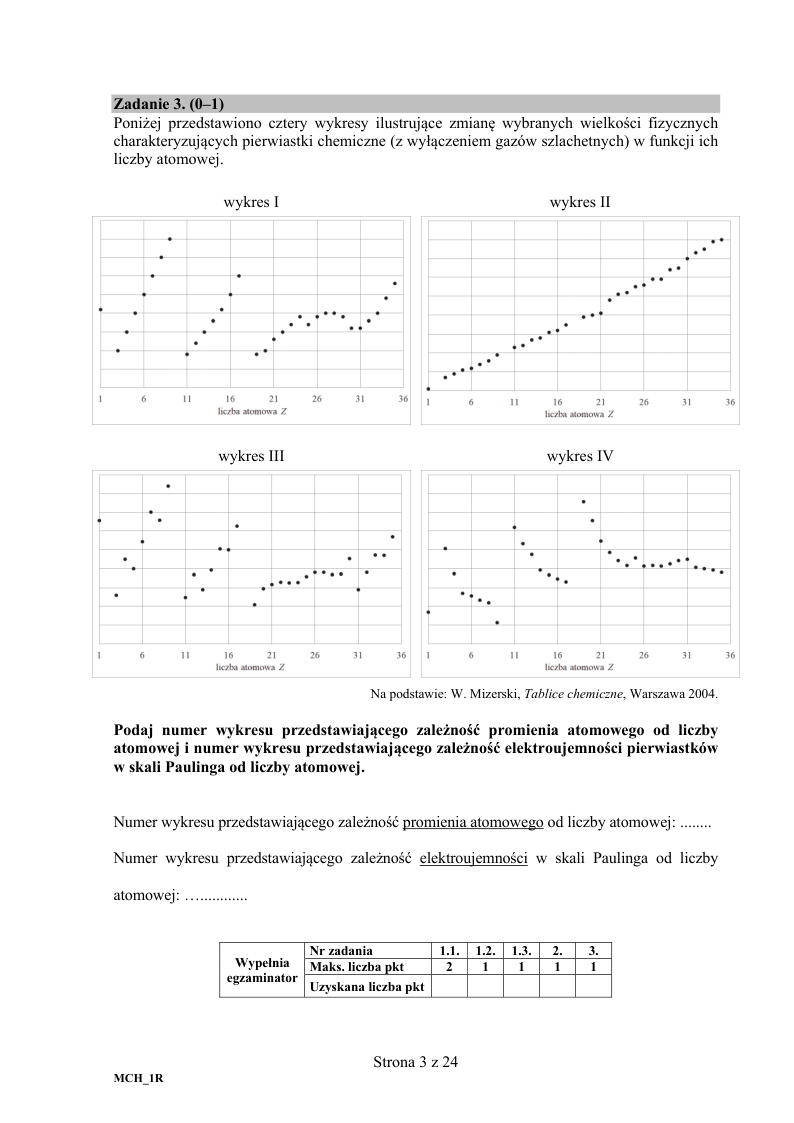 Zadanie 3. (0–1)
Poniżej przedstawiono cztery wykresy ilustrujące zmianę wybranych wielkości fizycznych
charakteryzujących pierwiastki chemiczne (z wyłączeniem gazów szlachetnych) w funkcji ich
liczby atomowej.
wykres I
wykres II
1 6 11 16 21 26 31 36
liczba atomowa Z
1 6 11 16 21 26 31 36
liczba atomowa Z
wykres III
wykres IV
1 6 11 16 21 26 31 36
liczba atomowa Z
1 6 11 16 21 26 31 36
liczba atomowa Z
Na podstawie: W. Mizerski, Tablice chemiczne, Warszawa 2004.
Podaj numer wykresu przedstawiającego zależność promienia atomowego od liczby
atomowej i numer wykresu przedstawiającego zależność elektroujemności pierwiastków
w skali Paulinga od liczby atomowej.
Numer wykresu przedstawiającego zależność promienia atomowego od liczby atomowej: ........
Numer wykresu przedstawiającego zależność elektroujemności w skali Paulinga od liczby
atomowej: …............
Wypełnia
egzaminator
Nr zadania 1.1. 1.2. 1.3. 2. 3.
Maks. liczba pkt 2 1 1 1 1
Uzyskana liczba pkt
Strona 3 z 24
MCH_1R